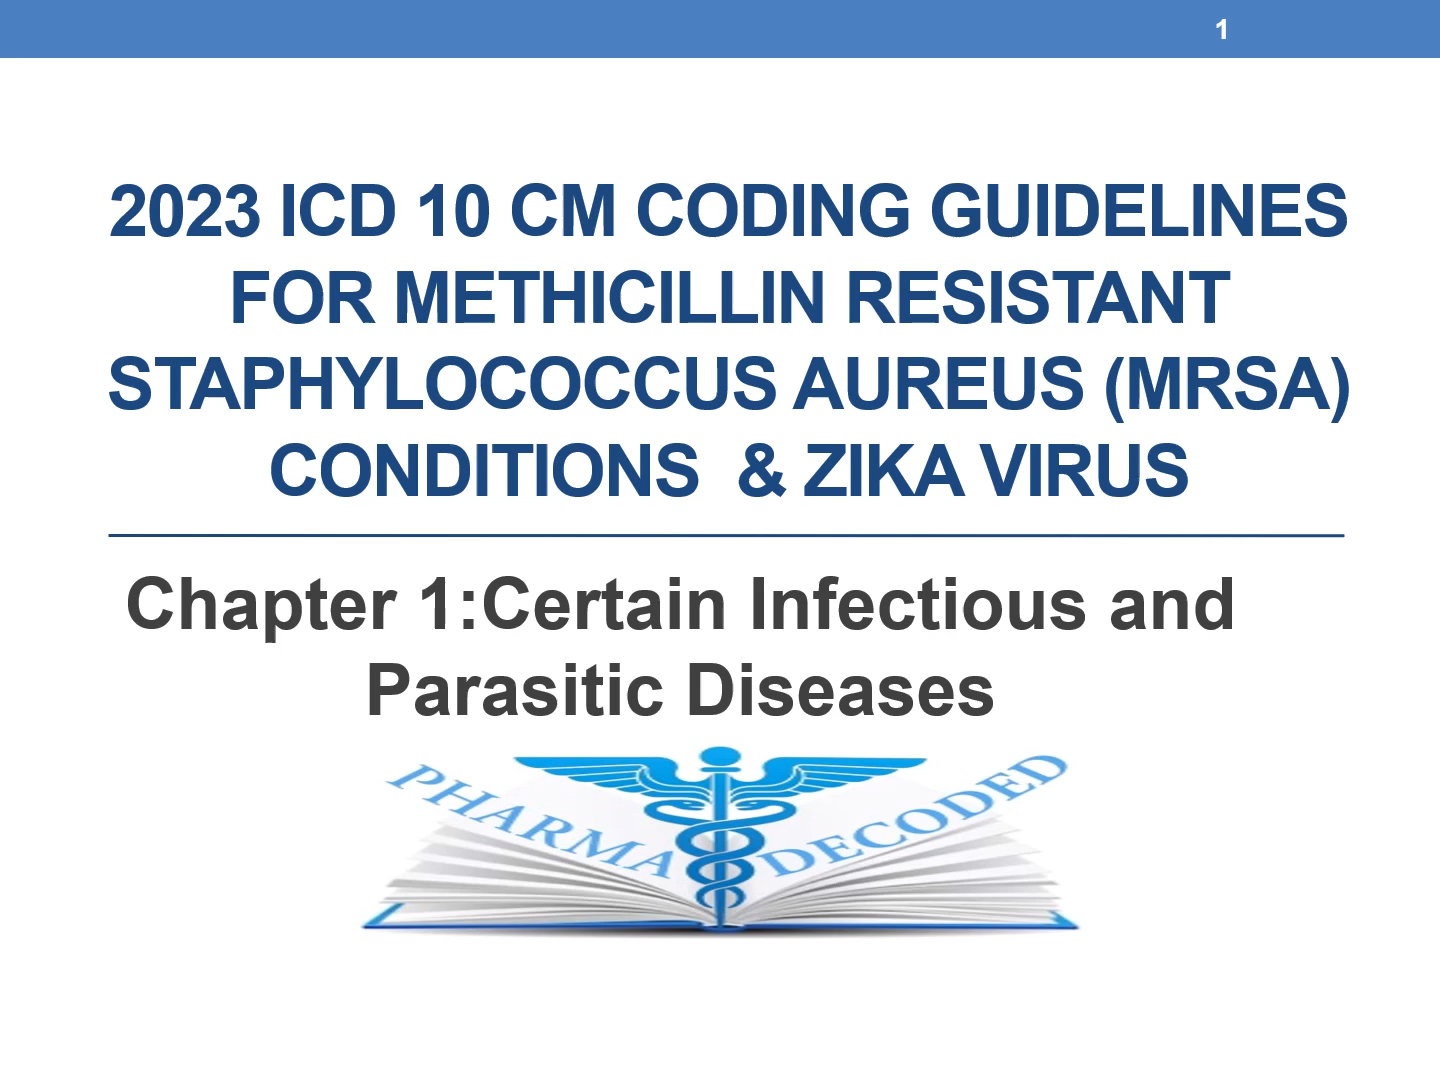 1
2023 ICD 10 CM CODING GUIDELINES
FOR METHICILLIN RESISTANT
STAPHYLOCOCCUS AUREUS (MRSA)
CONDITIONS  & ZIKA VIRUS
Chapter 1:Certain Infectious and
Parasitic Diseases
PHARMA DECODED